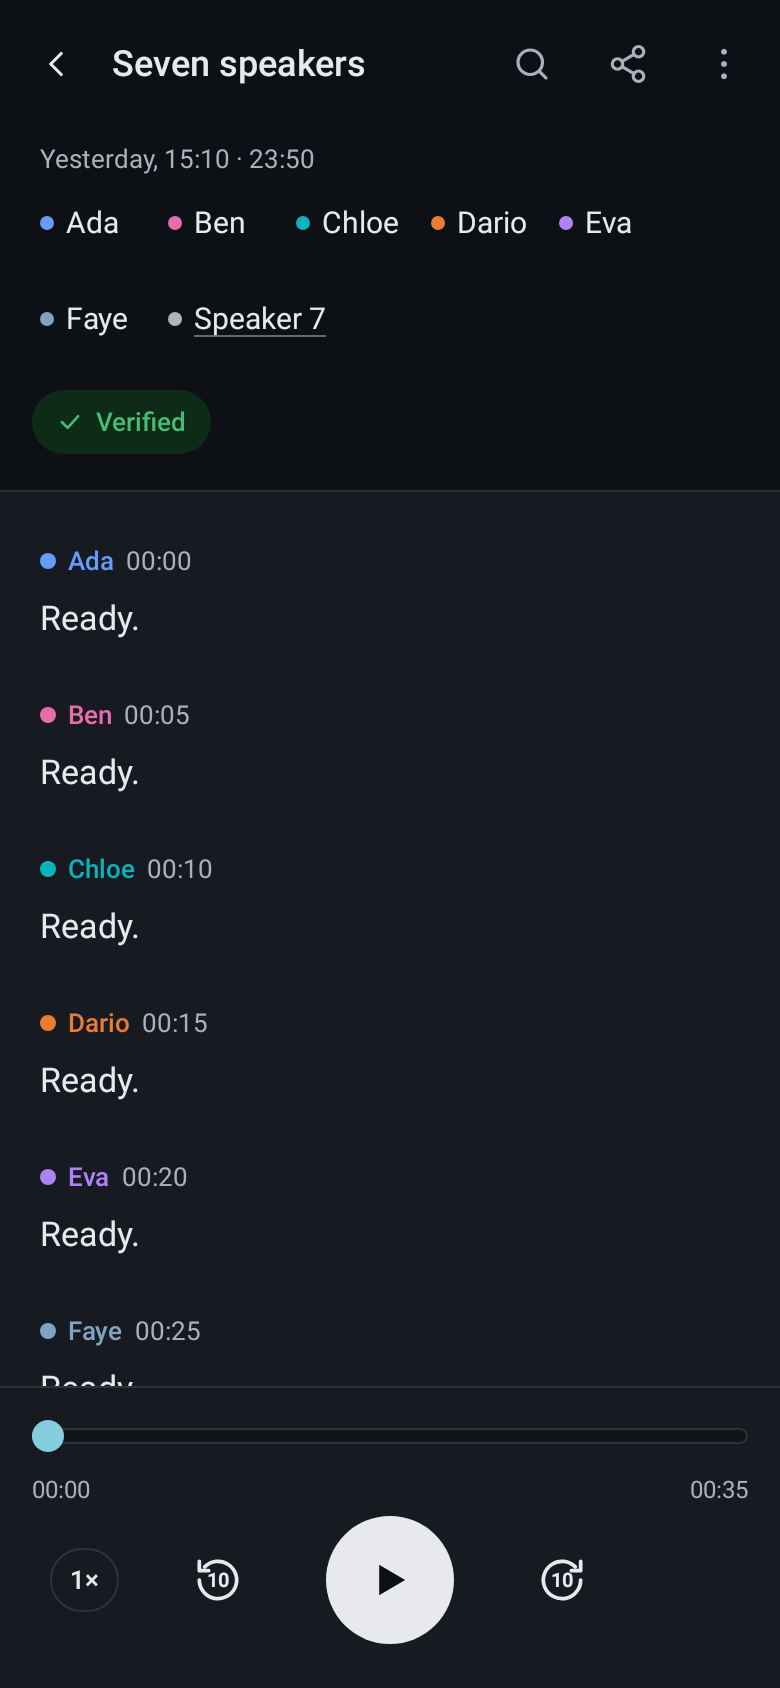 Seven speakers
Yesterday, 15:10 · 23:50
Ada Ben Chloe Dario Eva
Faye Speaker 7
Verified
Ada 00:00
Ready.
Ben 00:05
Ready.
Chloe 00:10
Ready.
Dario 00:15
Ready.
Eva 00:20
Ready.
Faye 00:25
Ready
00:00 00:35
1× 10 10